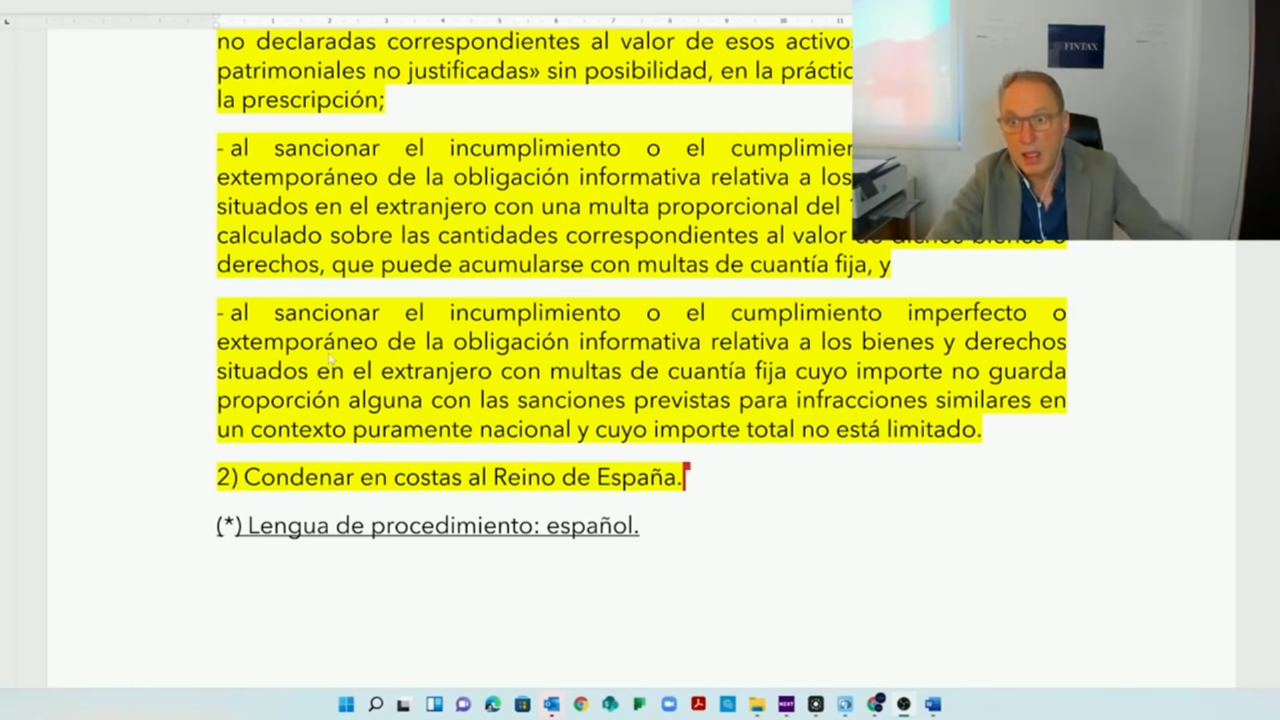 no declaradas correspondientes al valor de esos
patrimoniales no justificadas» sin posibilidad, en la
la prescripción;
- al sancionar el incumplimiento o el
extemporáneo de la obligación informativa relativa a los
situados en el extranjero con una multa proporcional del
calculado sobre las cantidades correspondientes al valor
derechos, que puede acumularse con multas de cuantía fija, y
- al sancionar el incumplimiento o el cumplimiento imperfecto o
extemporáneo de la obligación informativa relativa a los bienes y derechos
situados en el extranjero con multas de cuantía fija cuyo importe no guarda
proporción alguna con las sanciones previstas para infracciones similares en
un contexto puramente nacional y cuyo importe total no está limitado.
2) Condenar en costas al Reino de España.
(*) Lengua de procedimiento: español.
FINTAX